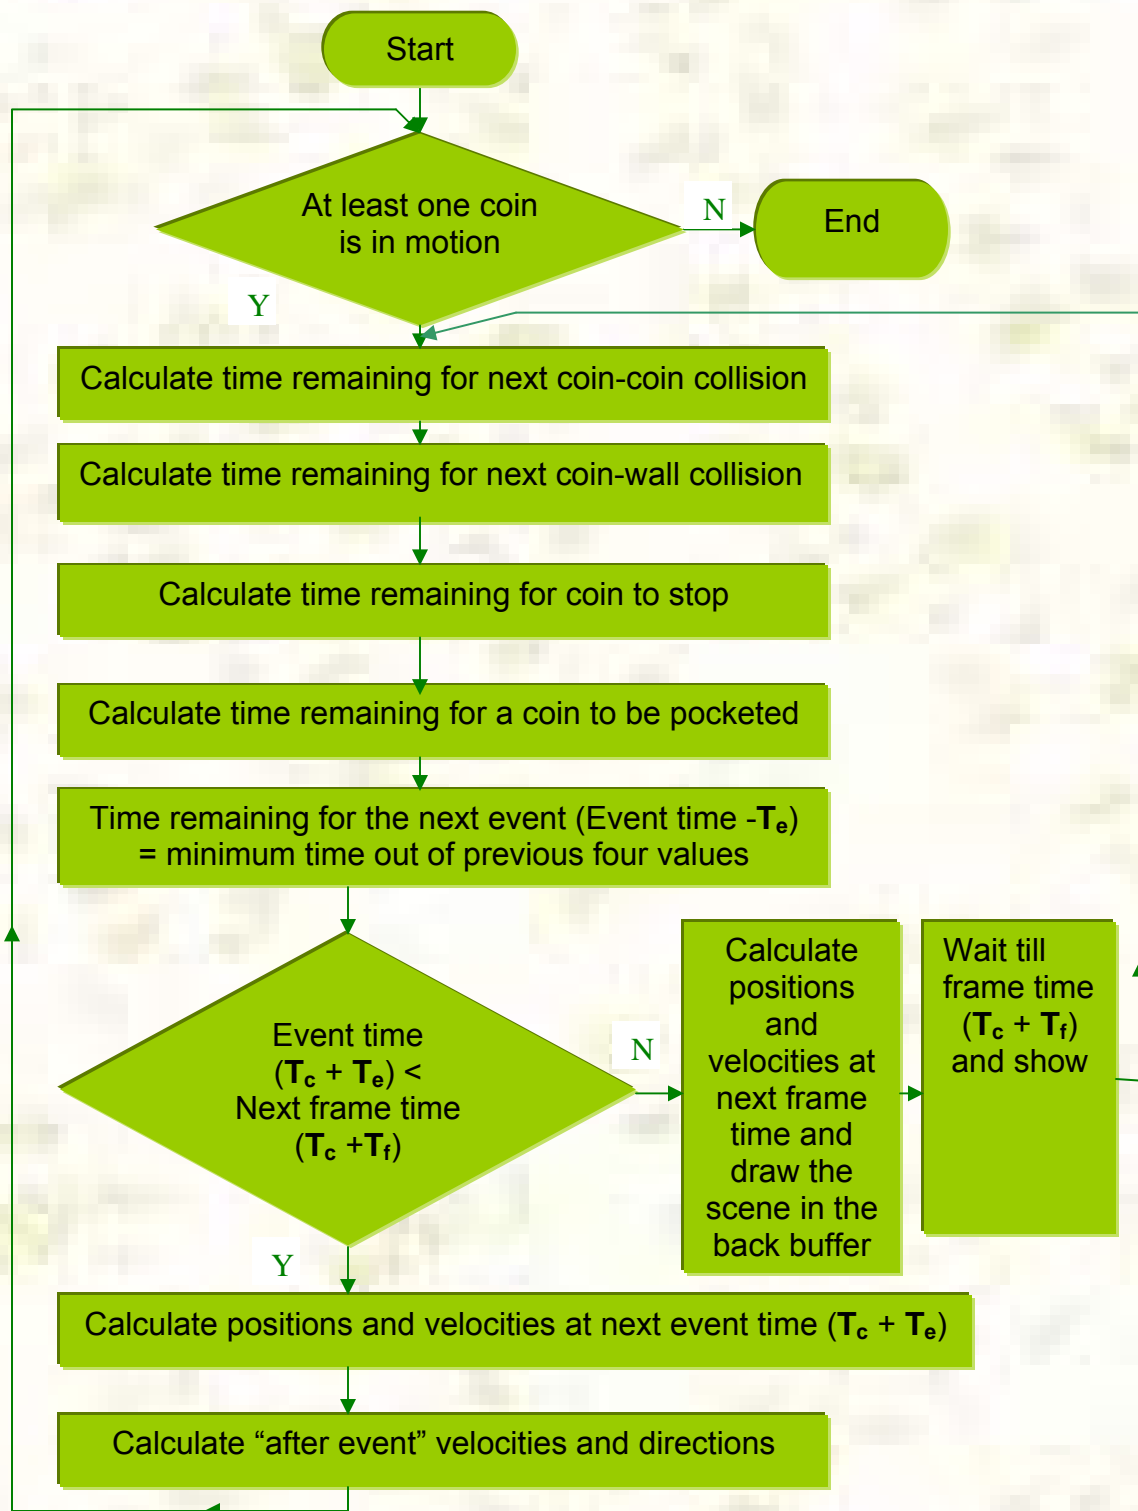 Start
At least one coin
is in motion
N
End
Y
Calculate time remaining for next coin-coin collision
Calculate time remaining for next coin-wall collision
Calculate time remaining for coin to stop
Calculate time remaining for a coin to be pocketed
Time remaining for the next event (Event time -Te)
= minimum time out of previous four values
Event time
(Tc + Te) <
Next frame time
(Tc +Tf)
N
Calculate
positions
and
velocities at
next frame
time and
draw the
scene in the
back buffer
Wait till
frame time
(Tc + Tf)
and show
Y
Calculate positions and velocities at next event time (Tc + Te)
Calculate “after event” velocities and directions